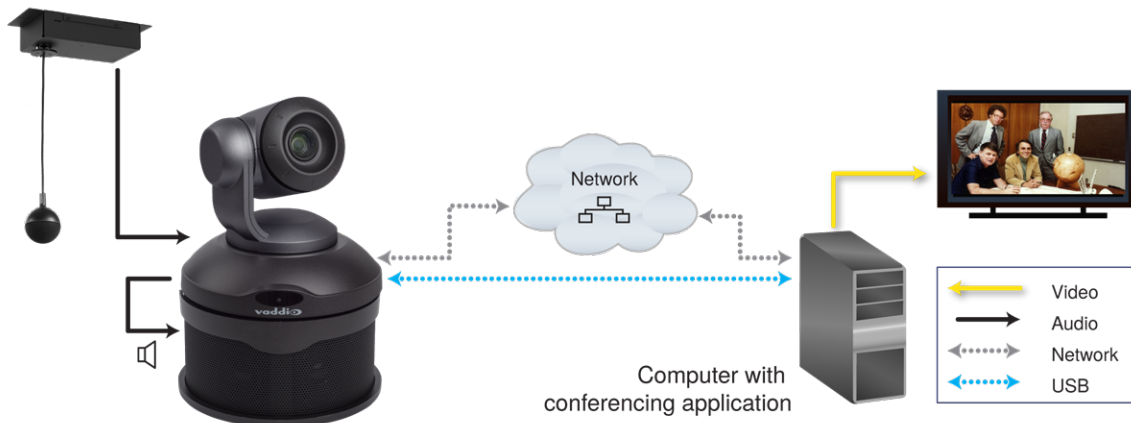 Network
vaddio
Computer with
conferencing application
Video
Audio
Network
USB